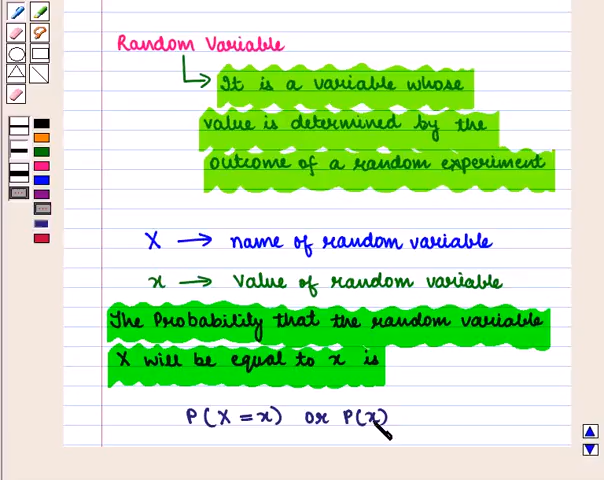 Random Variable
It is a variable whose
value is determined by the
outcome of a random experiment
X → name of random variable
x → Value of random variable
The Probability that the random variable
X will be equal to x is
P(X = x) or P(x)